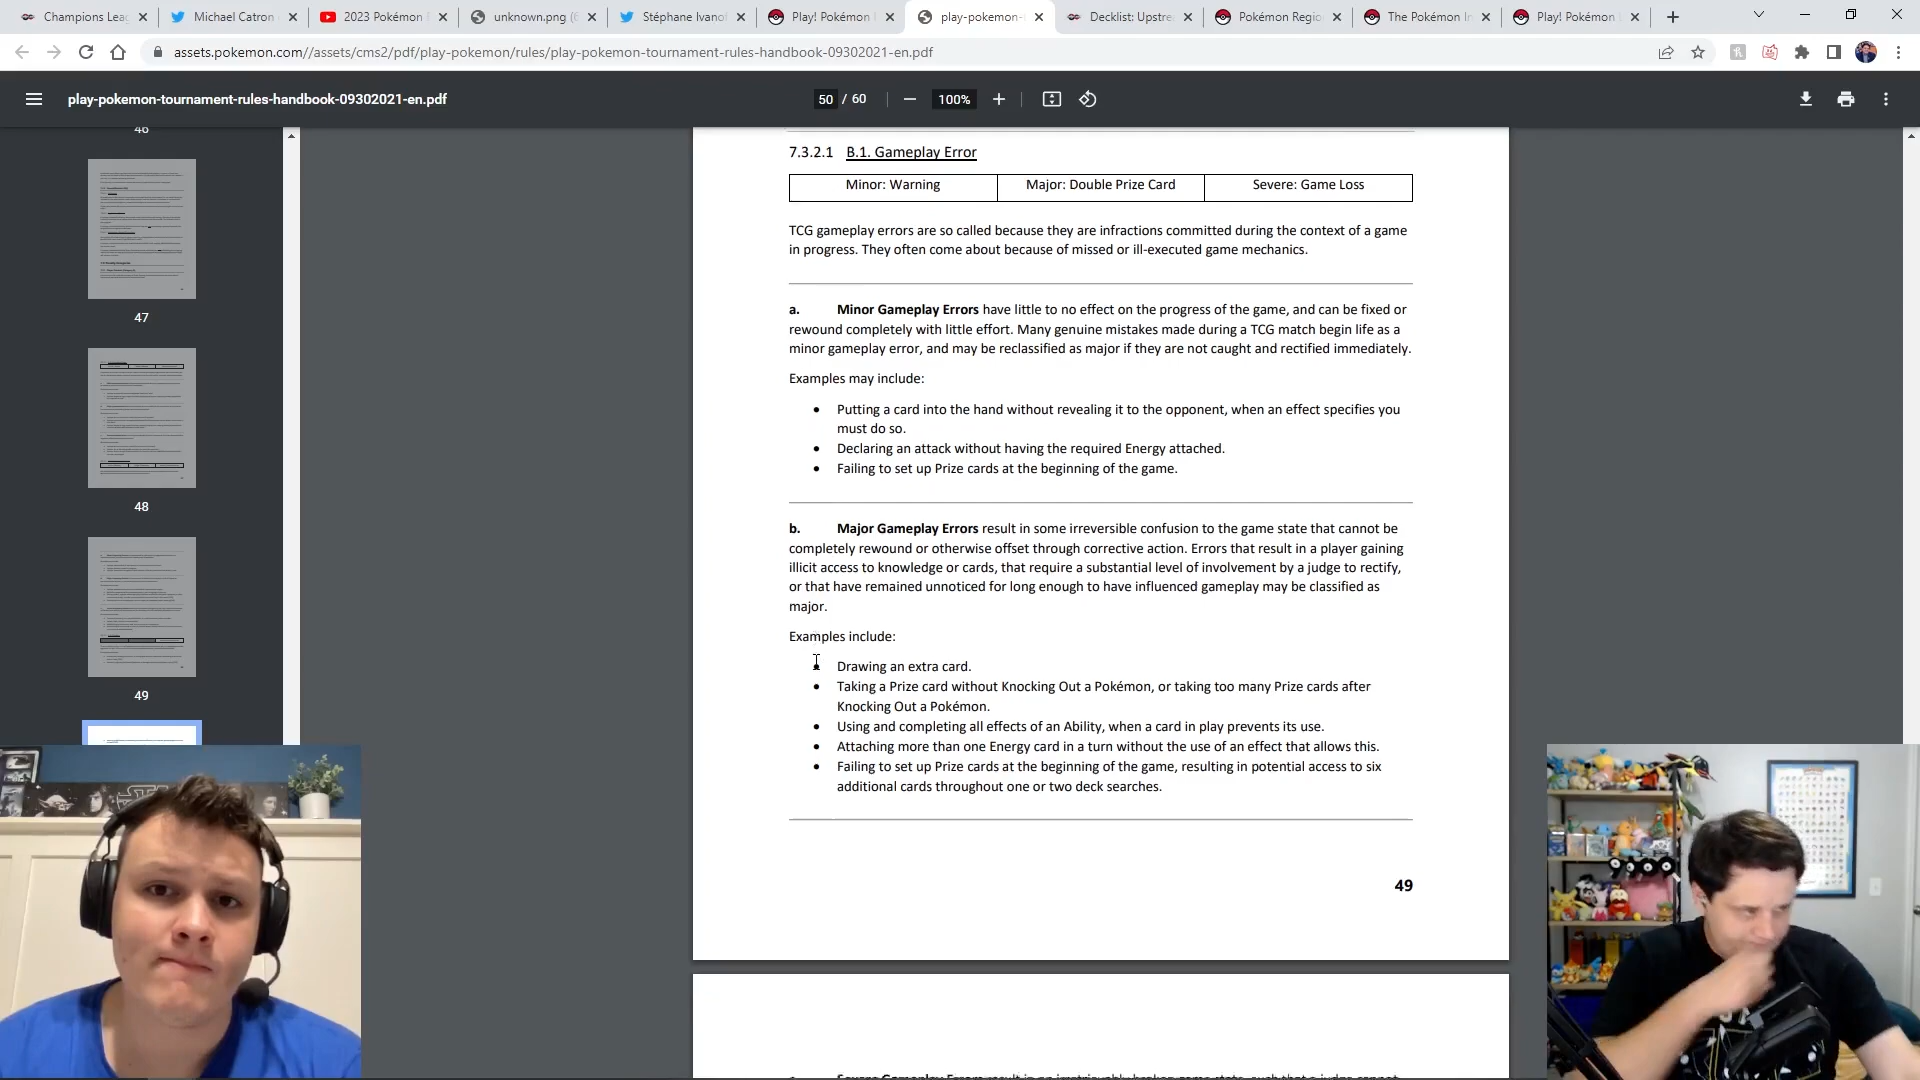 Champions Lea
Michael Catron
2023 Pokémon
unknown.png (6
Stéphane Ivanof
Play! Pokémon
play-pokemon-
Decklist: Upstre
Pokémon Regio
The Pokémon In
Play! Pokémon
assets.pokemon.com//assets/cms2/pdf/play-pokemon/rules/play-pokemon-tournament-rules-handbook-09302021-en.pdf
play-pokemon-tournament-rules-handbook-09302021-en.pdf
50 / 60
100%
46
47
48
49
7.3.2.1 B.1. Gameplay Error
Minor: Warning Major: Double Prize Card Severe: Game Loss
TCG gameplay errors are so called because they are infractions committed during the context of a game
in progress. They often come about because of missed or ill-executed game mechanics.
a. Minor Gameplay Errors have little to no effect on the progress of the game, and can be fixed or
rewound completely with little effort. Many genuine mistakes made during a TCG match begin life as a
minor gameplay error, and may be reclassified as major if they are not caught and rectified immediately.
Examples may include:
• Putting a card into the hand without revealing it to the opponent, when an effect specifies you
must do so.
• Declaring an attack without having the required Energy attached.
• Failing to set up Prize cards at the beginning of the game.
b. Major Gameplay Errors result in some irreversible confusion to the game state that cannot be
completely rewound or otherwise offset through corrective action. Errors that result in a player gaining
illicit access to knowledge or cards, that require a substantial level of involvement by a judge to rectify,
or that have remained unnoticed for long enough to have influenced gameplay may be classified as
major.
Examples include:
• Drawing an extra card.
• Taking a Prize card without Knocking Out a Pokémon, or taking too many Prize cards after
Knocking Out a Pokémon.
• Using and completing all effects of an Ability, when a card in play prevents its use.
• Attaching more than one Energy card in a turn without the use of an effect that allows this.
• Failing to set up Prize cards at the beginning of the game, resulting in potential access to six
additional cards throughout one or two deck searches.
49